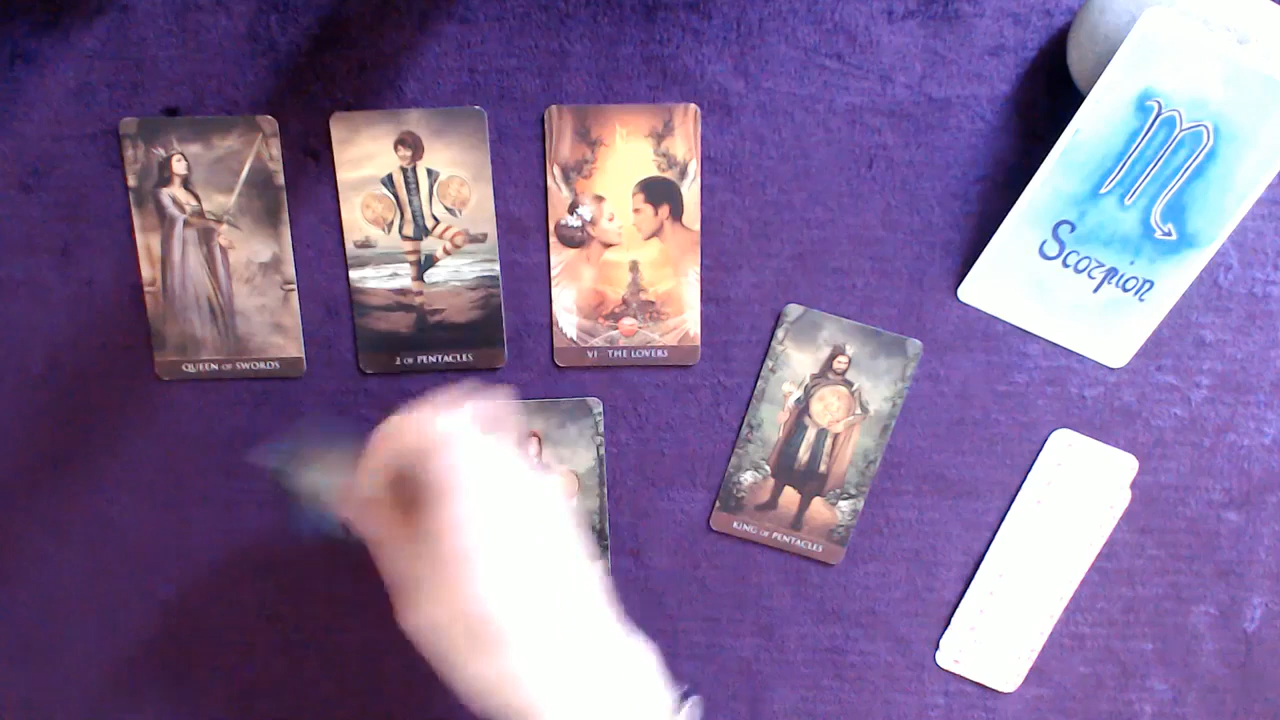 QUEEN OF SWORDS
2 OF PENTACLES
VI - THE LOVERS
KING OF PENTACLES
Scorpion